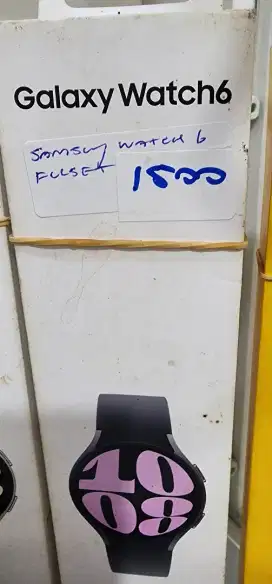 Galaxy Watch6
SAMSUNG WATCH 6
FULSET
1500
10
08